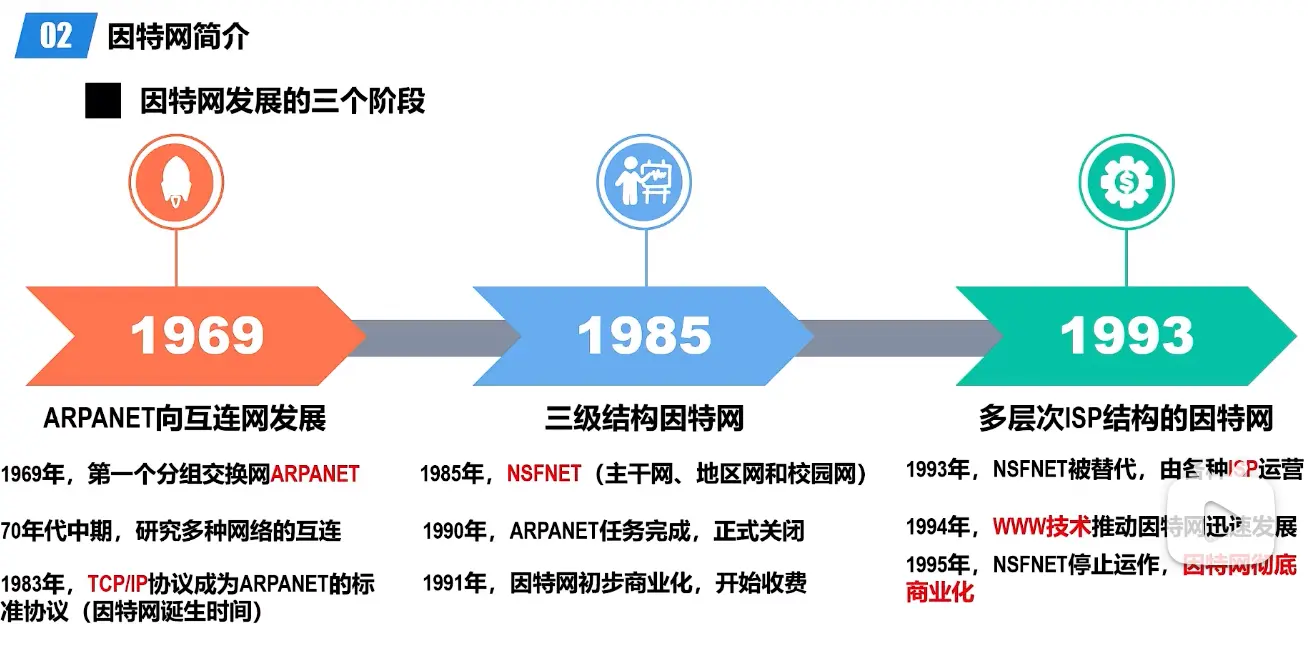 02 因特网简介
因特网发展的三个阶段
1969
ARPANET向互连网发展
1969年，第一个分组交换网ARPANET
70年代中期，研究多种网络的互连
1983年，TCP/IP协议成为ARPANET的标
准协议（因特网诞生时间）
1985
三级结构因特网
1985年，NSFNET（主干网、地区网和校园网）
1990年，ARPANET任务完成，正式关闭
1991年，因特网初步商业化，开始收费
1993
多层次ISP结构的因特网
1993年，NSFNET被替代，由各种ISP运营
1994年，WWW技术推动因特网迅速发展
1995年，NSFNET停止运作，因特网彻底
商业化